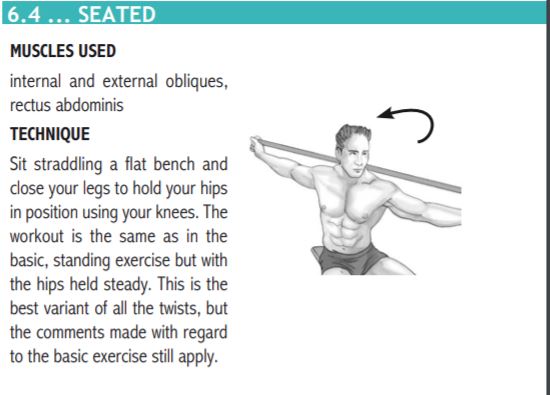 6.4 ... SEATED
MUSCLES USED
internal and external obliques,
rectus abdominis
TECHNIQUE
Sit straddling a flat bench and
close your legs to hold your hips
in position using your knees. The
workout is the same as in the
basic, standing exercise but with
the hips held steady. This is the
best variant of all the twists, but
the comments made with regard
to the basic exercise still apply.